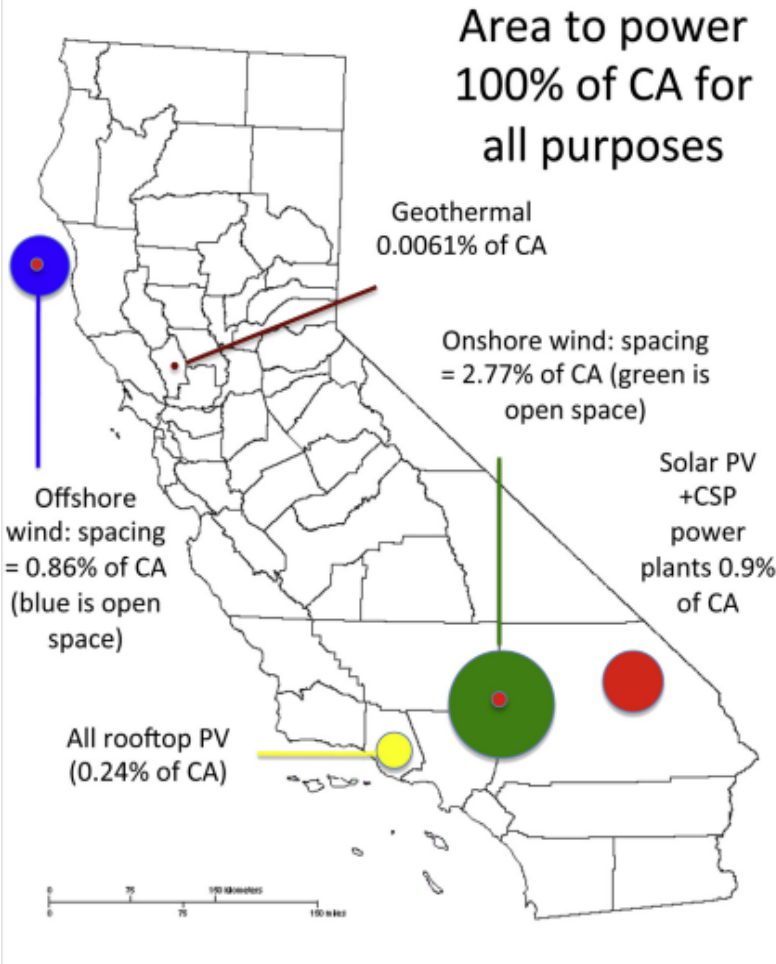 Area to power
100% of CA for
all purposes
Geothermal
0.0061% of CA
Onshore wind: spacing
= 2.77% of CA (green is
open space)
Solar PV
+CSP
power
plants 0.9%
of CA
Offshore
wind: spacing
= 0.86% of CA
(blue is open
space)
All rooftop PV
(0.24% of CA)
0 75 150 kilometers
0 75 150 miles